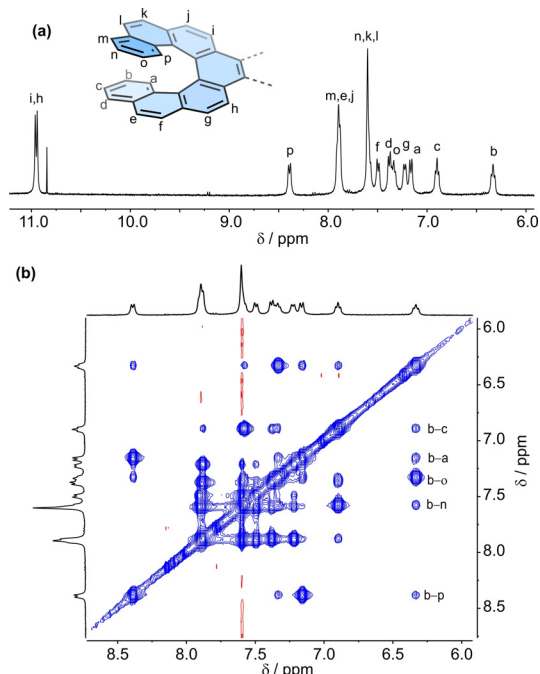 (a)
l k j i
m n o p
b a
c d
e f g h
i,h
p
m,e,j
n,k,l
f d o g a
c
b
11.0 10.5 10.0 9.5 9.0 8.5 8.0 7.5 7.0 6.5 6.0
δ / ppm
(b)
6.0
6.5
b–c
7.0
b–a
b–o
7.5
b–n
8.0
b–p
8.5
δ / ppm
8.5 8.0 7.5 7.0 6.5 6.0
δ / ppm